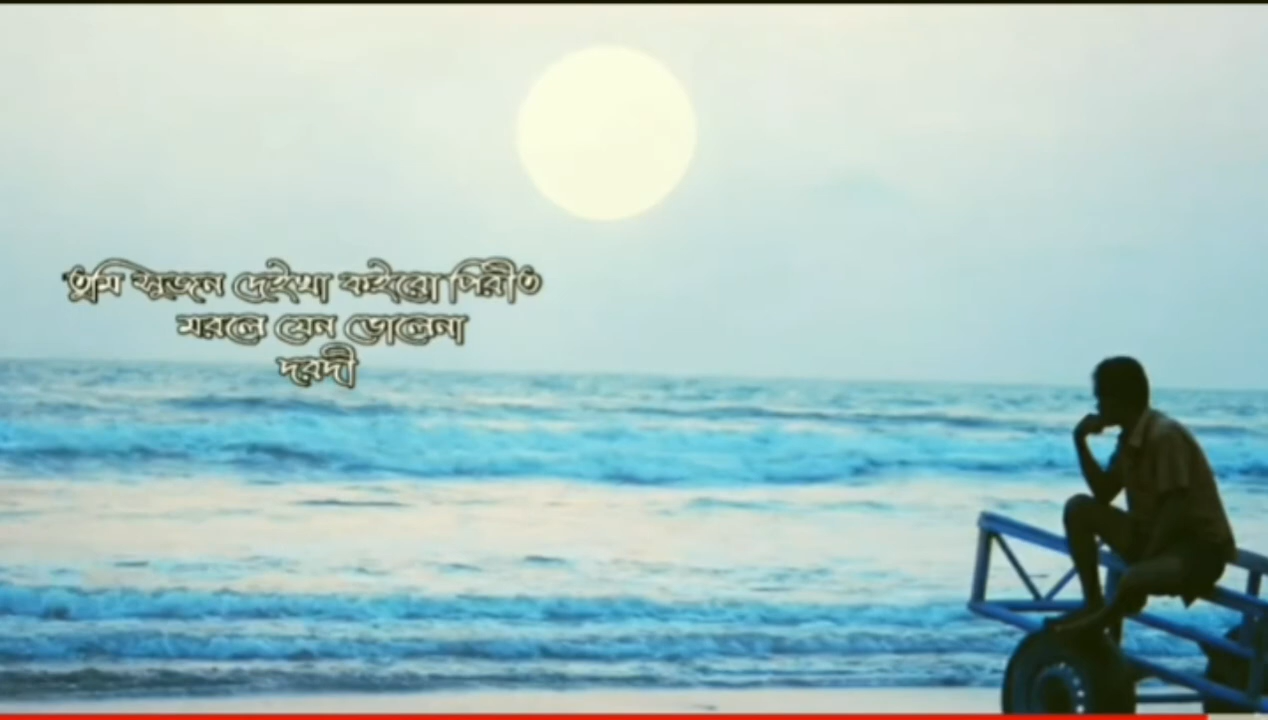 তুমি সুজন দেইখা কইরো পিরীত
মরলে যেন ভোলেনা
দরদী